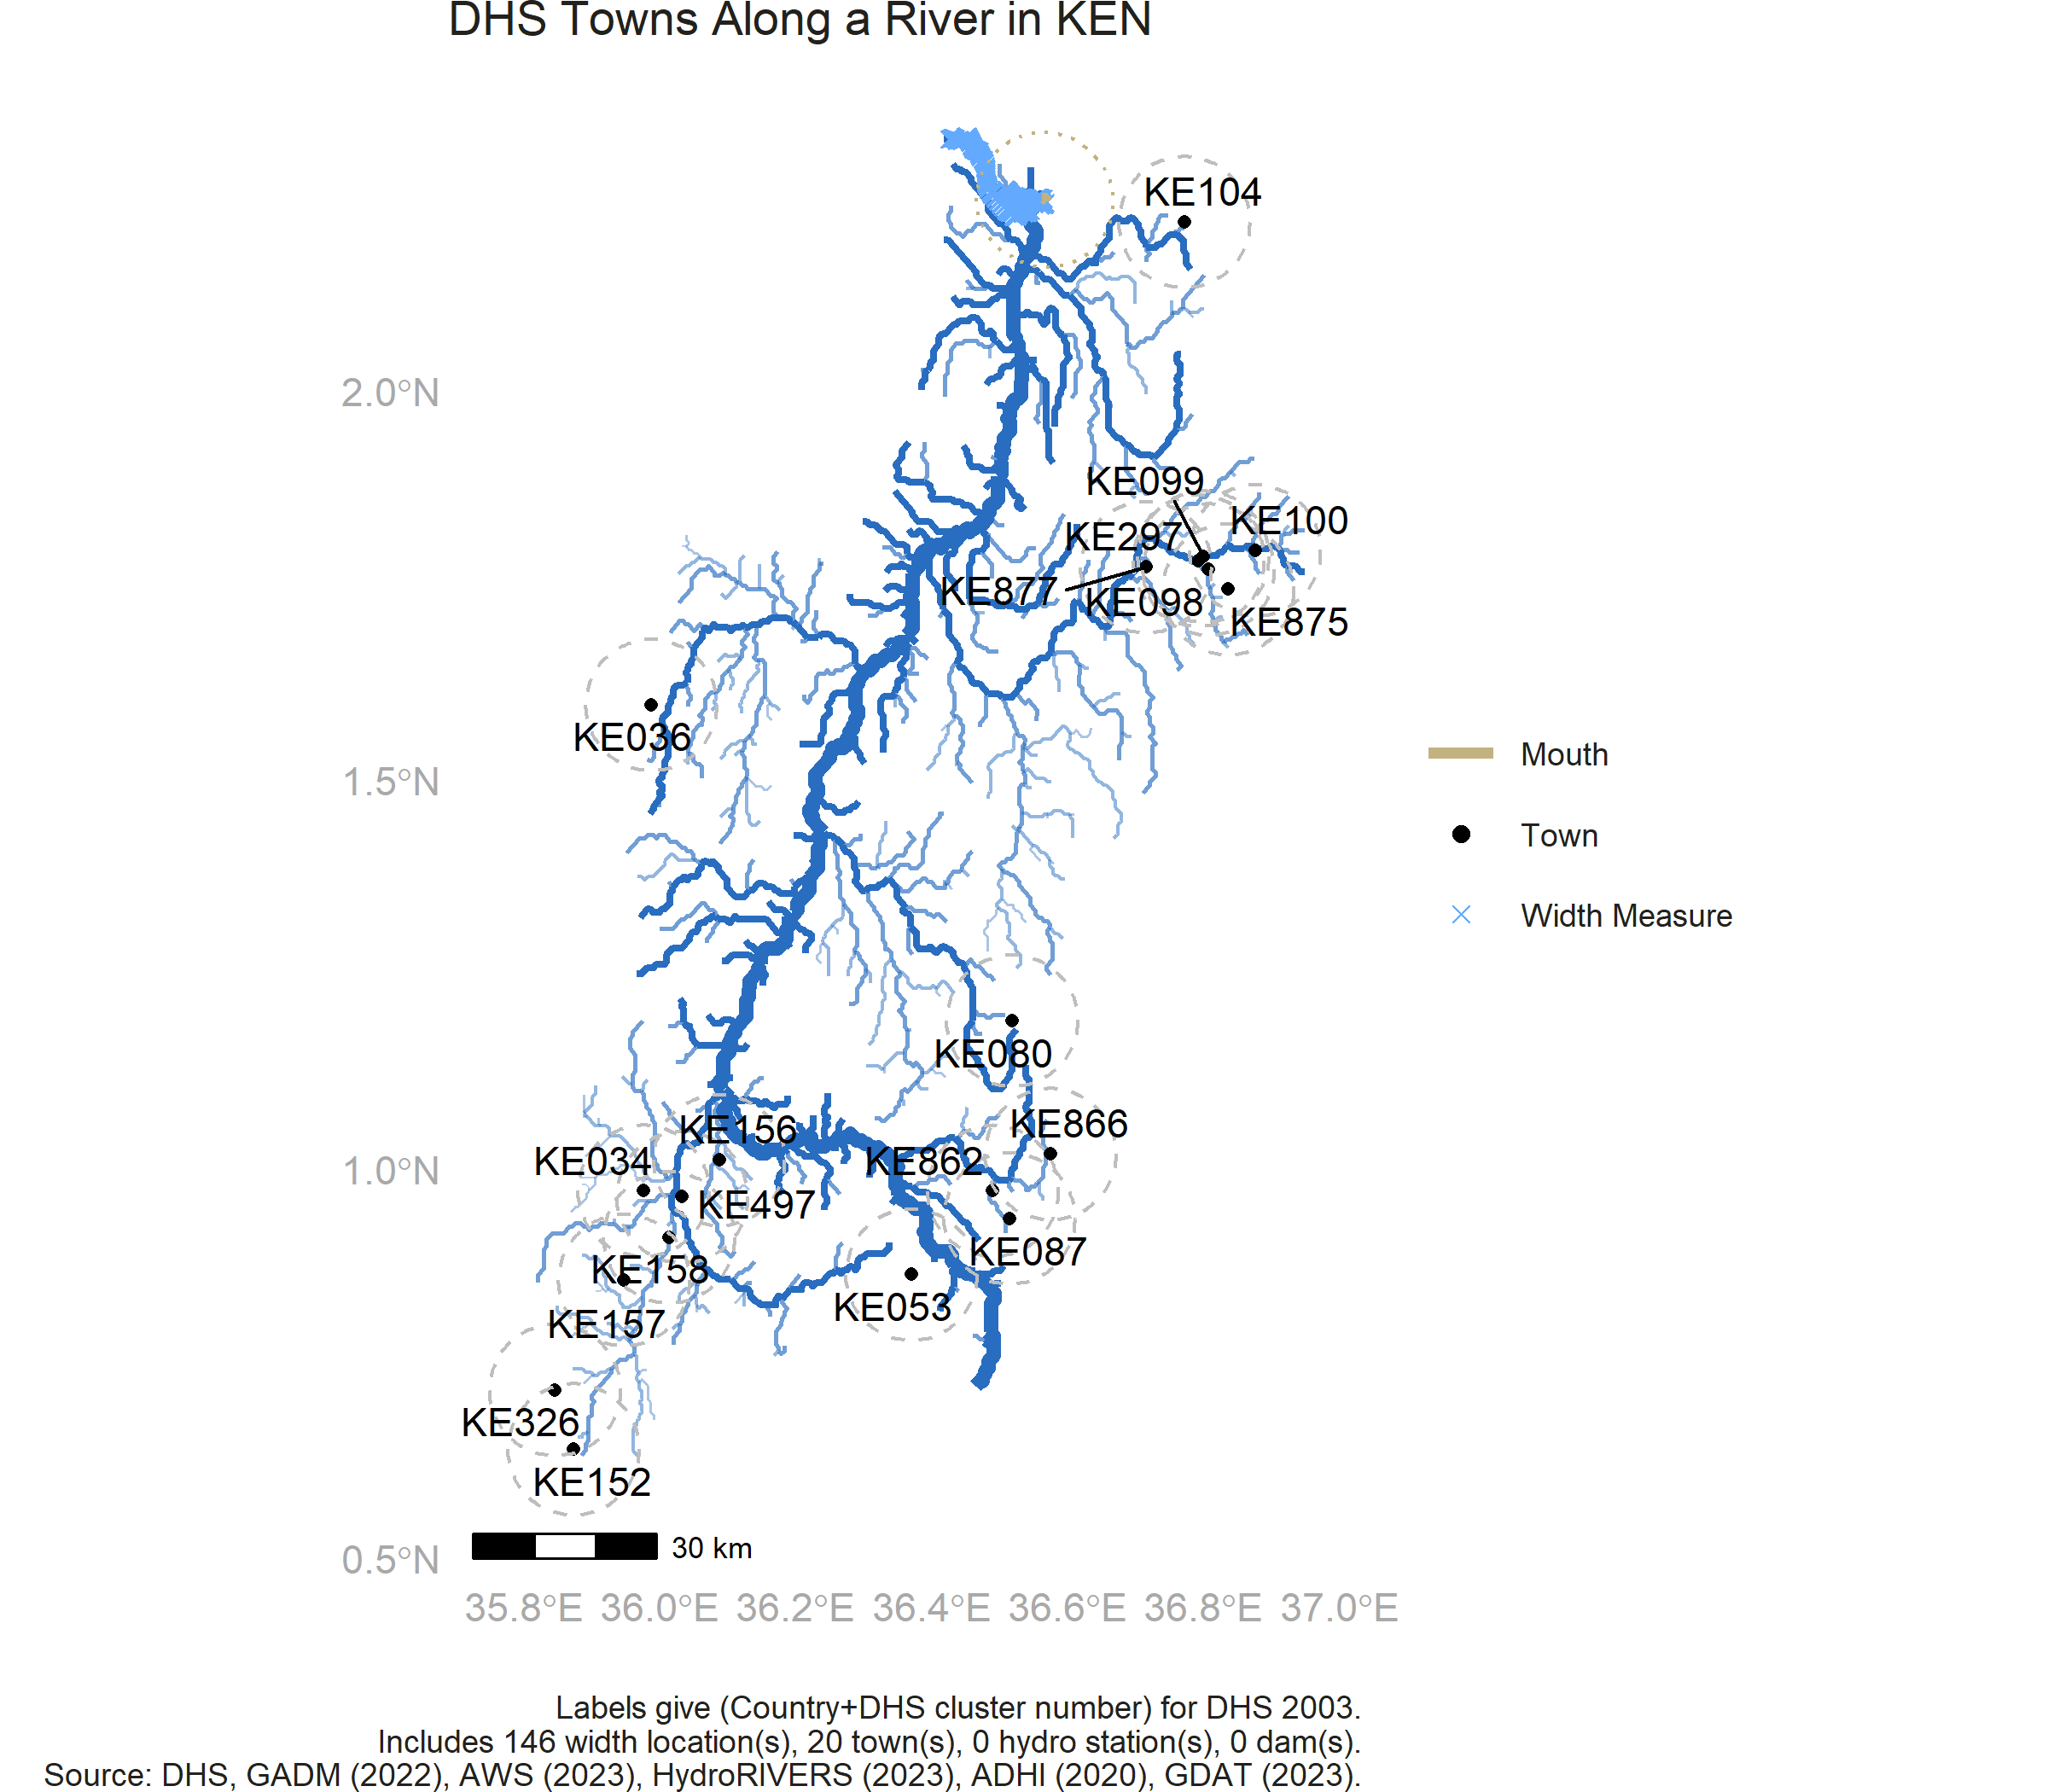 DHS Towns Along a River in KEN
KE104
2.0°N
KE099
KE100
KE297
KE877
KE098
KE875
KE036
Mouth
1.5°N
Town
Width Measure
KE080
KE866
KE156
KE034
KE862
1.0°N
KE497
KE087
KE158
KE053
KE157
KE326
KE152
30 km
0.5°N
35.8°E 36.0°E 36.2°E 36.4°E 36.6°E 36.8°E 37.0°E
Labels give (Country+DHS cluster number) for DHS 2003.
Includes 146 width location(s), 20 town(s), 0 hydro station(s), 0 dam(s).
Source: DHS, GADM (2022), AWS (2023), HydroRIVERS (2023), ADHI (2020), GDAT (2023).